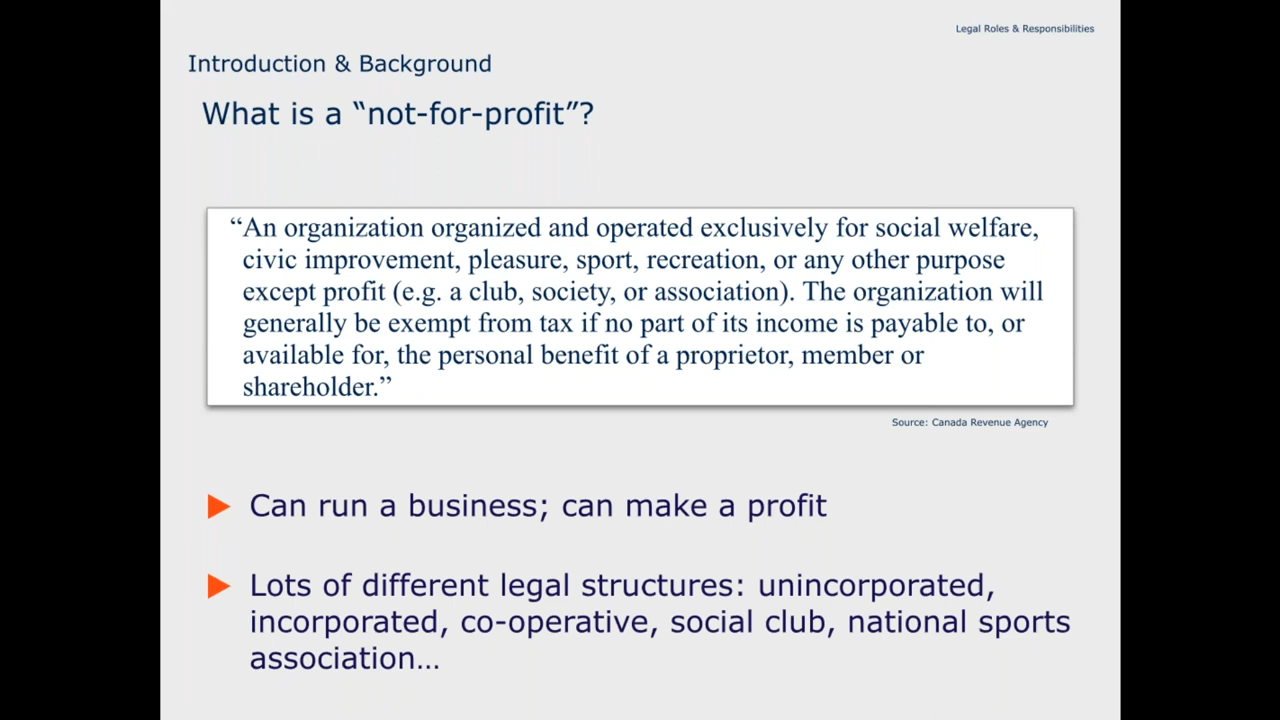 Legal Roles & Responsibilities
Introduction & Background
What is a “not-for-profit”?
“An organization organized and operated exclusively for social welfare,
civic improvement, pleasure, sport, recreation, or any other purpose
except profit (e.g. a club, society, or association). The organization will
generally be exempt from tax if no part of its income is payable to, or
available for, the personal benefit of a proprietor, member or
shareholder.”
Source: Canada Revenue Agency
Can run a business; can make a profit
Lots of different legal structures: unincorporated,
incorporated, co-operative, social club, national sports
association…